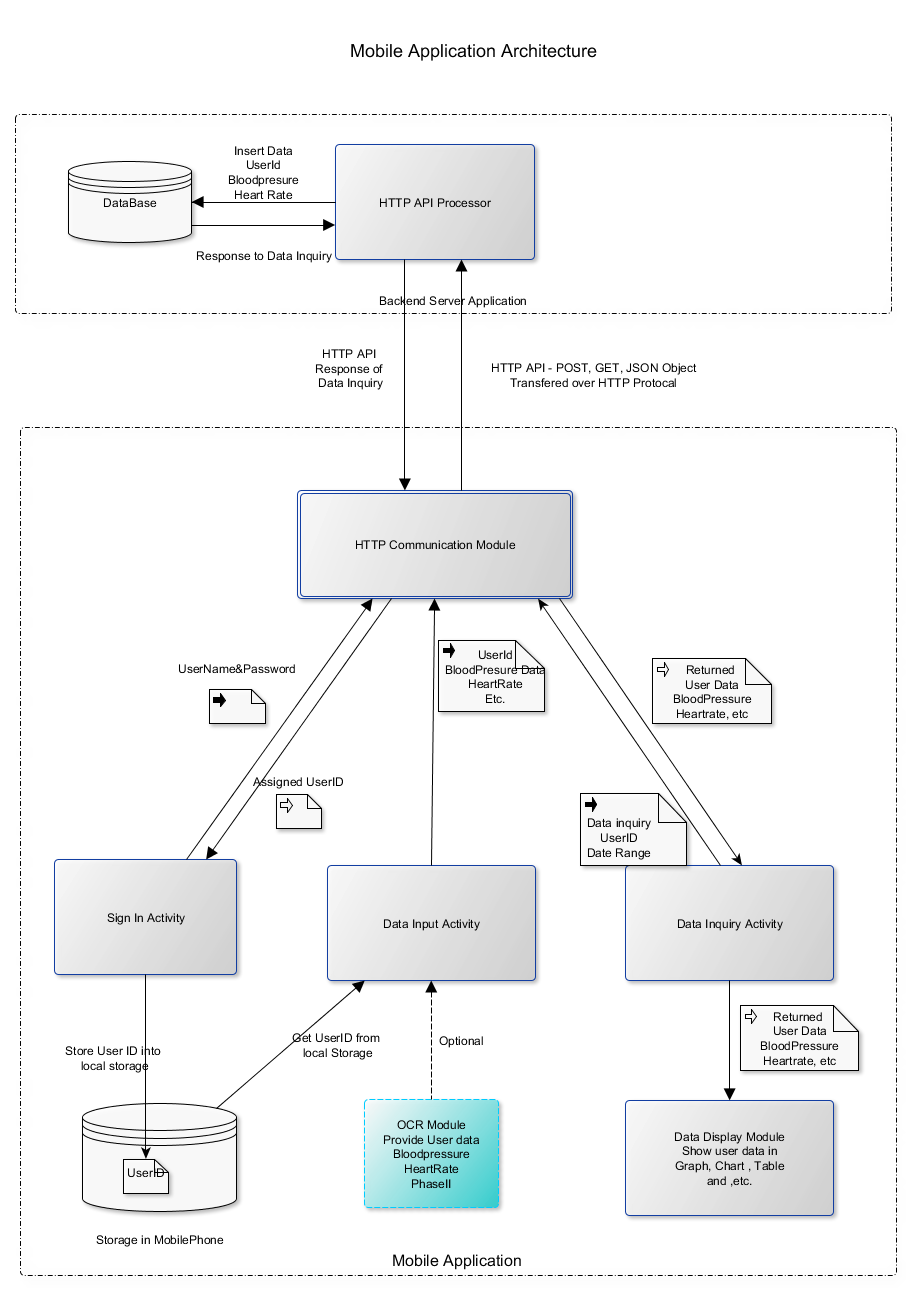 Mobile Application Architecture
Insert Data
UserId
Bloodpresure
Heart Rate
DataBase
HTTP API Processor
Response to Data Inquiry
Backend Server Application
HTTP API
Response of
Data Inquiry
HTTP API - POST, GET, JSON Object
Transfered over HTTP Protocal
HTTP Communication Module
UserName&Password
UserId
BloodPresure Data
HeartRate
Etc.
Returned
User Data
BloodPressure
Heartrate, etc
Assigned UserID
Data inquiry
UserID
Date Range
Sign In Activity
Data Input Activity
Data Inquiry Activity
Store User ID into
local storage
Get UserID from
local Storage
Optional
Returned
User Data
BloodPressure
Heartrate, etc
UserID
OCR Module
Provide User data
Bloodpressure
HeartRate
PhaseII
Data Display Module
Show user data in
Graph, Chart , Table
and ,etc.
Storage in MobilePhone
Mobile Application